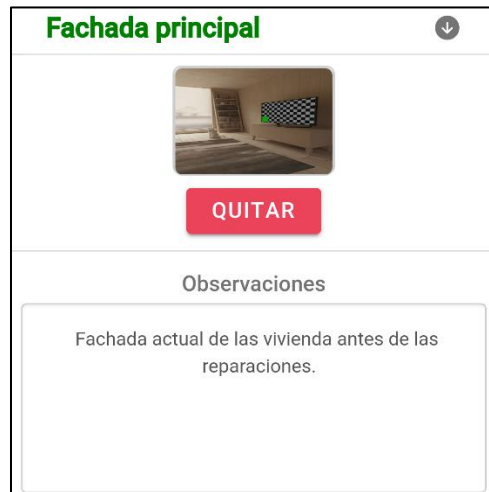 Fachada principal
QUITAR
Observaciones
Fachada actual de las vivienda antes de las
reparaciones.